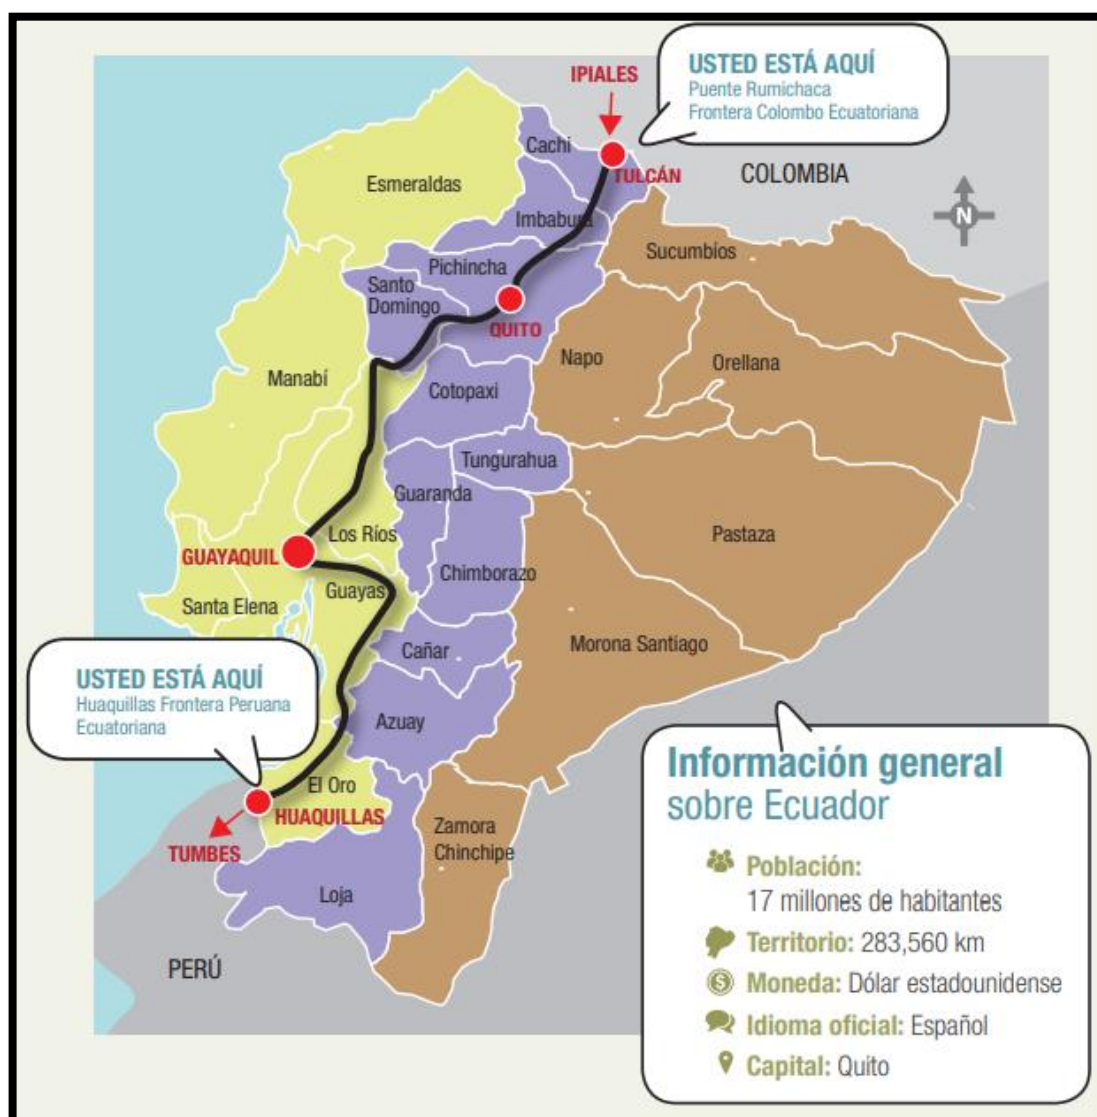 USTED ESTÁ AQUÍ
Puente Rumichaca
Frontera Colombo Ecuatoriana
IPIALES
Cachi
TULCÁN
COLOMBIA
Esmeraldas
N
Imbabura
Sucumbíos
Pichincha
Santo
Domingo
QUITO
Napo
Orellana
Manabí
Cotopaxi
Tungurahua
Guaranda
Los Ríos
Pastaza
GUAYAQUIL
Chimborazo
Guayas
Santa Elena
Cañar
Morona Santiago
USTED ESTÁ AQUÍ
Huaquillas Frontera Peruana
Ecuatoriana
Azuay
El Oro
HUAQUILLAS
TUMBES
Zamora
Chinchipe
Loja
PERÚ
Información general
sobre Ecuador
Población:
17 millones de habitantes
Territorio: 283,560 km
$
Moneda: Dólar estadounidense
Idioma oficial: Español
Capital: Quito